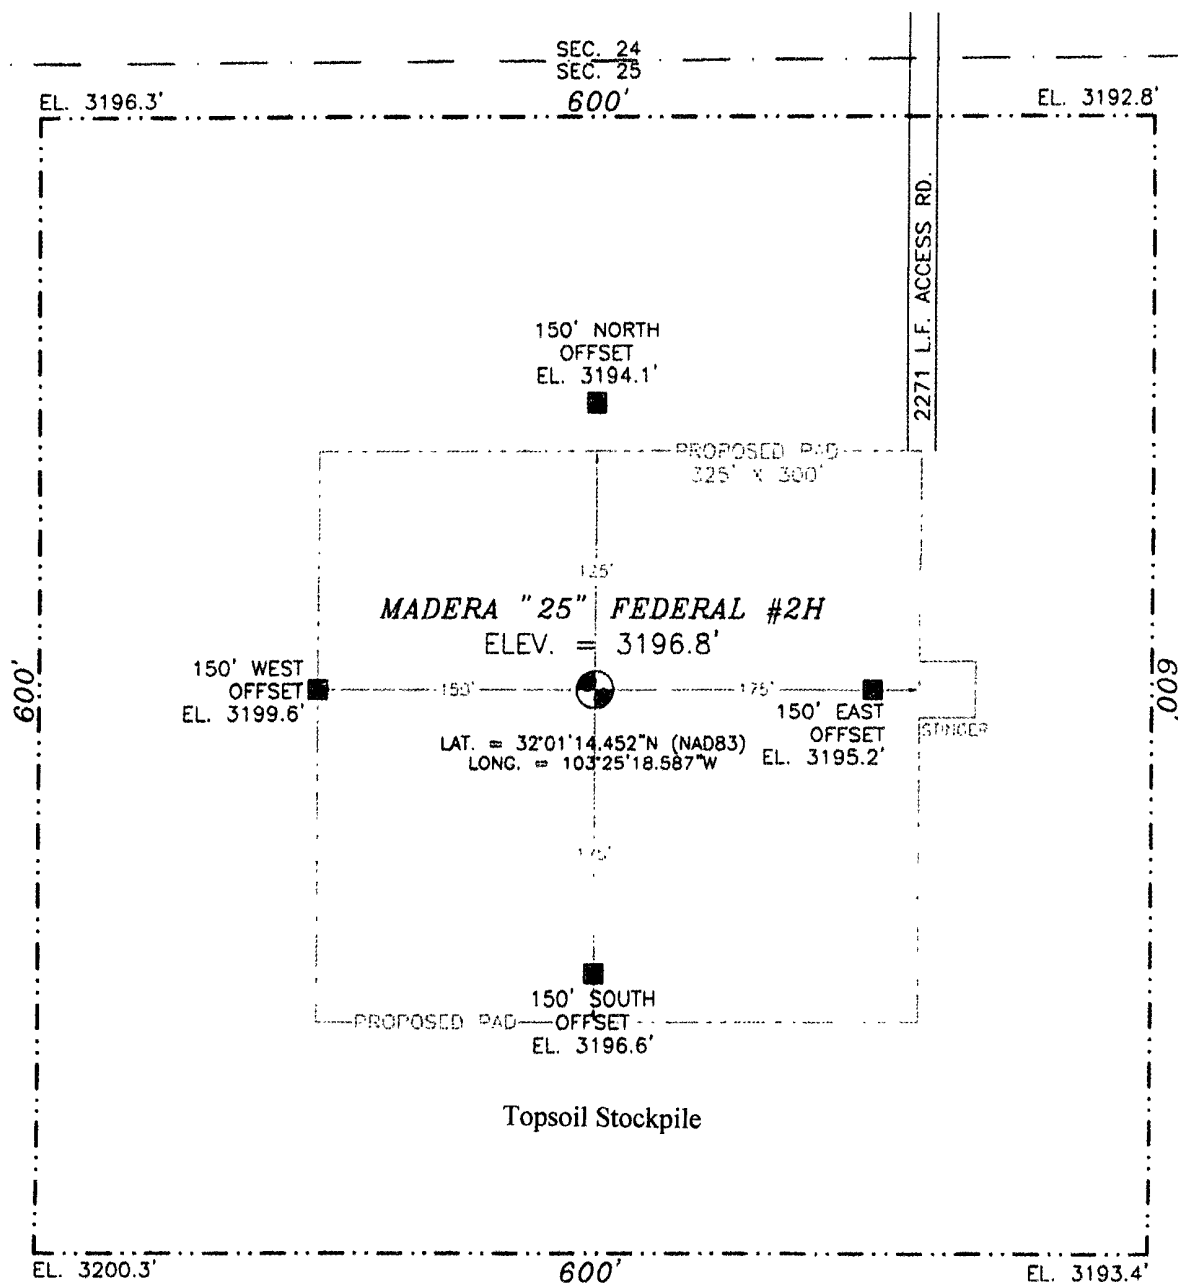 SEC. 24
SEC. 25
EL. 3196.3'
600'
EL. 3192.8'
2271 L.F. ACCESS RD.
150' NORTH
OFFSET
EL. 3194.1'
PROPOSED PAD
325' X 300'
125'
MADERA "25" FEDERAL #2H
ELEV. = 3196.8'
600'
150' WEST
OFFSET
EL. 3199.6'
150'
175'
150' EAST
OFFSET
EL. 3195.2'
600'
STINGER
LAT. = 32°01'14.452"N (NAD83)
LONG. = 103°25'18.587"W
175'
150' SOUTH
OFFSET
EL. 3196.6'
PROPOSED PAD
Topsoil Stockpile
EL. 3200.3'
600'
EL. 3193.4'